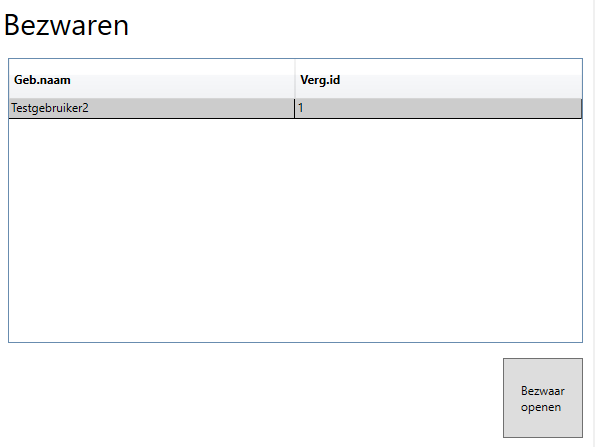 Bezwaren
Geb.naam Verg.id
Testgebruiker2 1
Bezwaar
openen